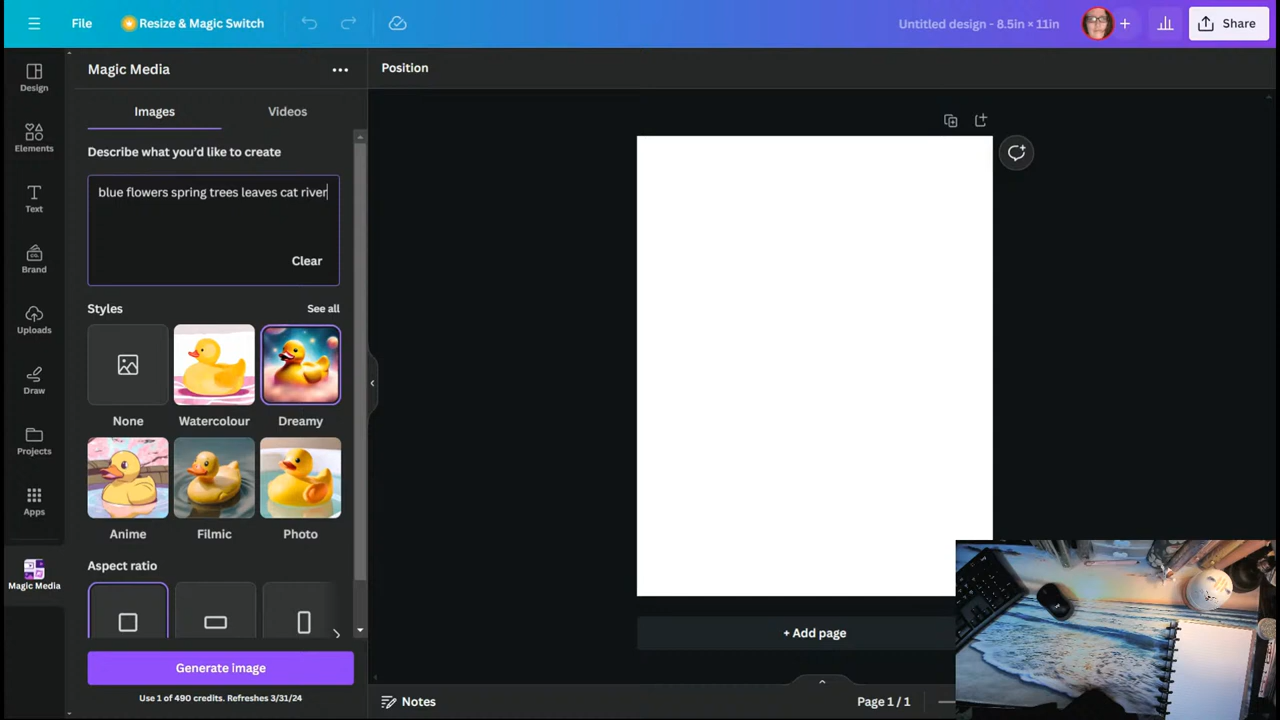 File
Resize & Magic Switch
Untitled design - 8.5in × 11in
Share
Design
Elements
Text
Brand
Uploads
Draw
Projects
Apps
Magic Media
Magic Media
Images
Videos
Describe what you'd like to create
blue flowers spring trees leaves cat river
Clear
Styles
See all
None
Watercolour
Dreamy
Anime
Filmic
Photo
Aspect ratio
Generate image
Use 1 of 490 credits. Refreshes 3/31/24
Position
+ Add page
Notes
Page 1 / 1